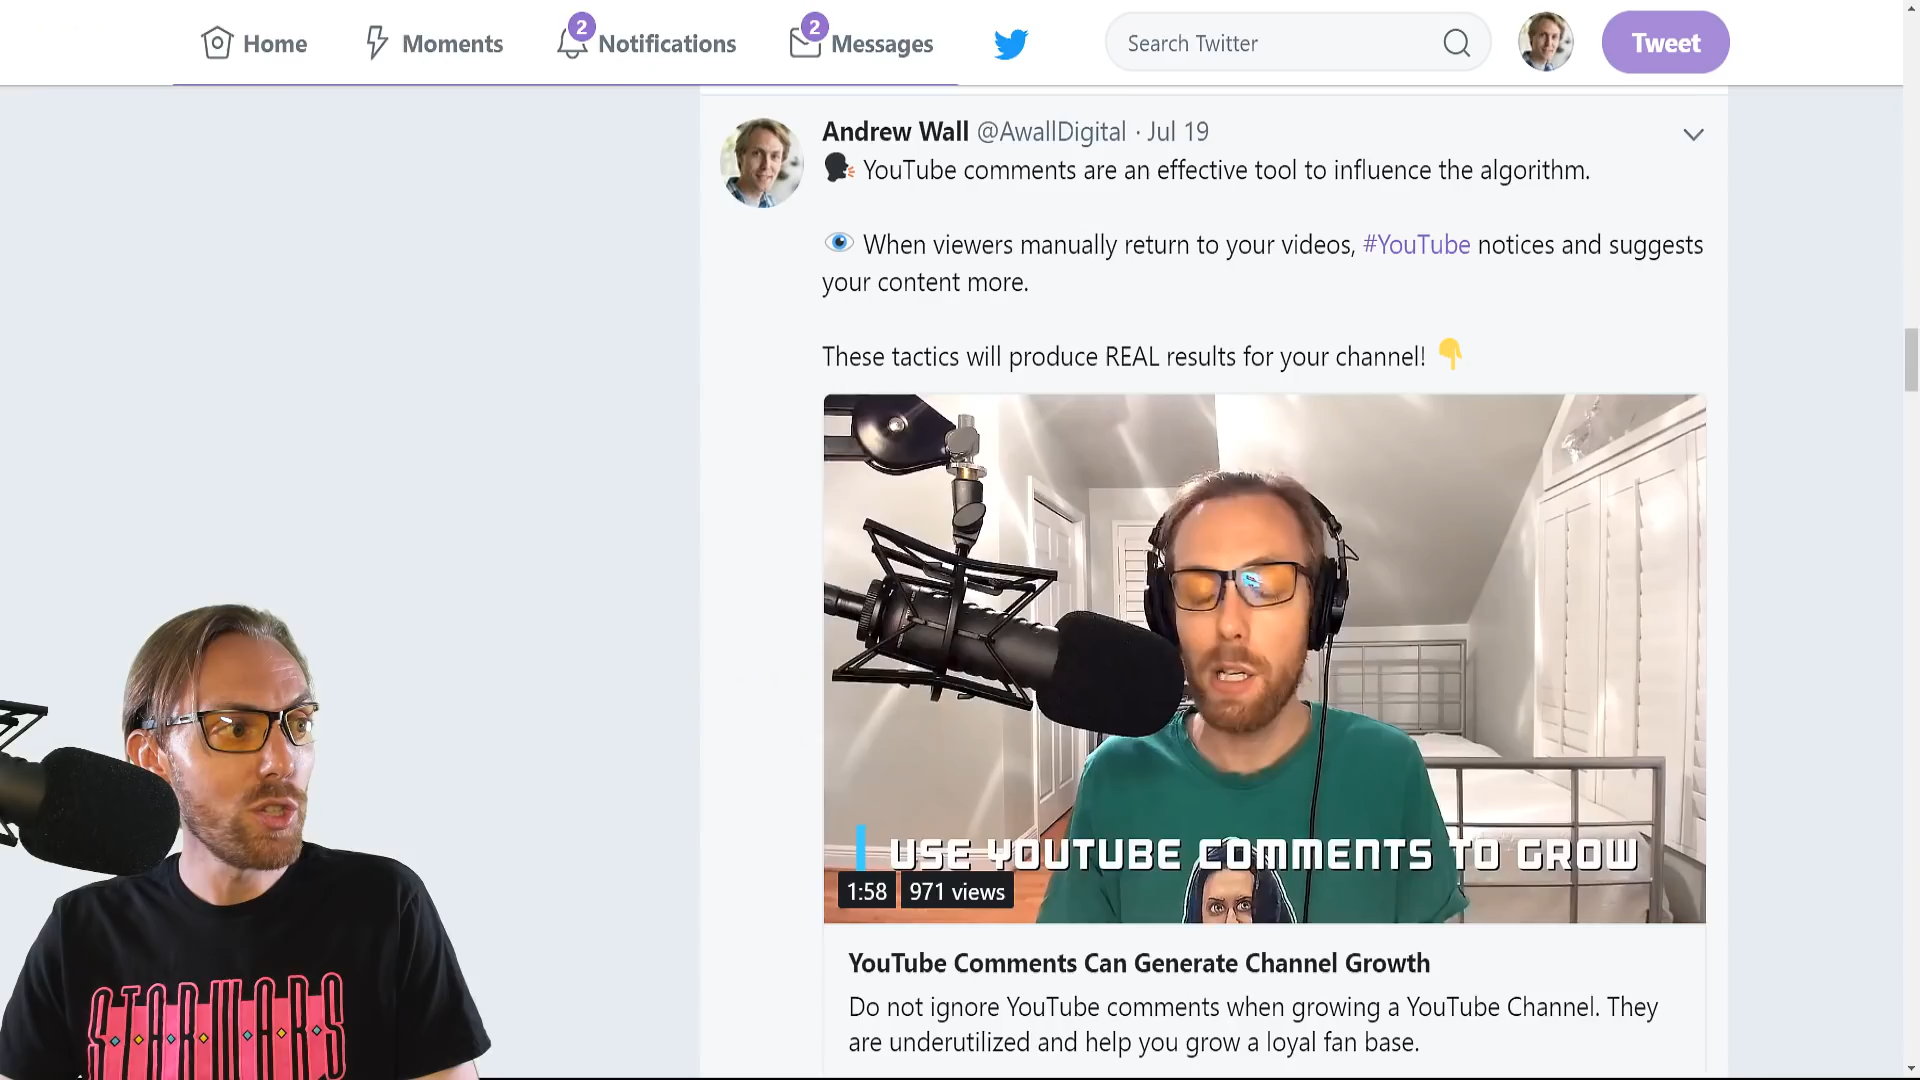 Home
Moments
2
Notifications
2
Messages
Search Twitter
Tweet
Andrew Wall @AwallDigital · Jul 19
YouTube comments are an effective tool to influence the algorithm.
When viewers manually return to your videos, #YouTube notices and suggests
your content more.
These tactics will produce REAL results for your channel!
USE YOUTUBE COMMENTS TO GROW
1:58
971 views
YouTube Comments Can Generate Channel Growth
Do not ignore YouTube comments when growing a YouTube Channel. They
are underutilized and help you grow a loyal fan base.
STAR WARS